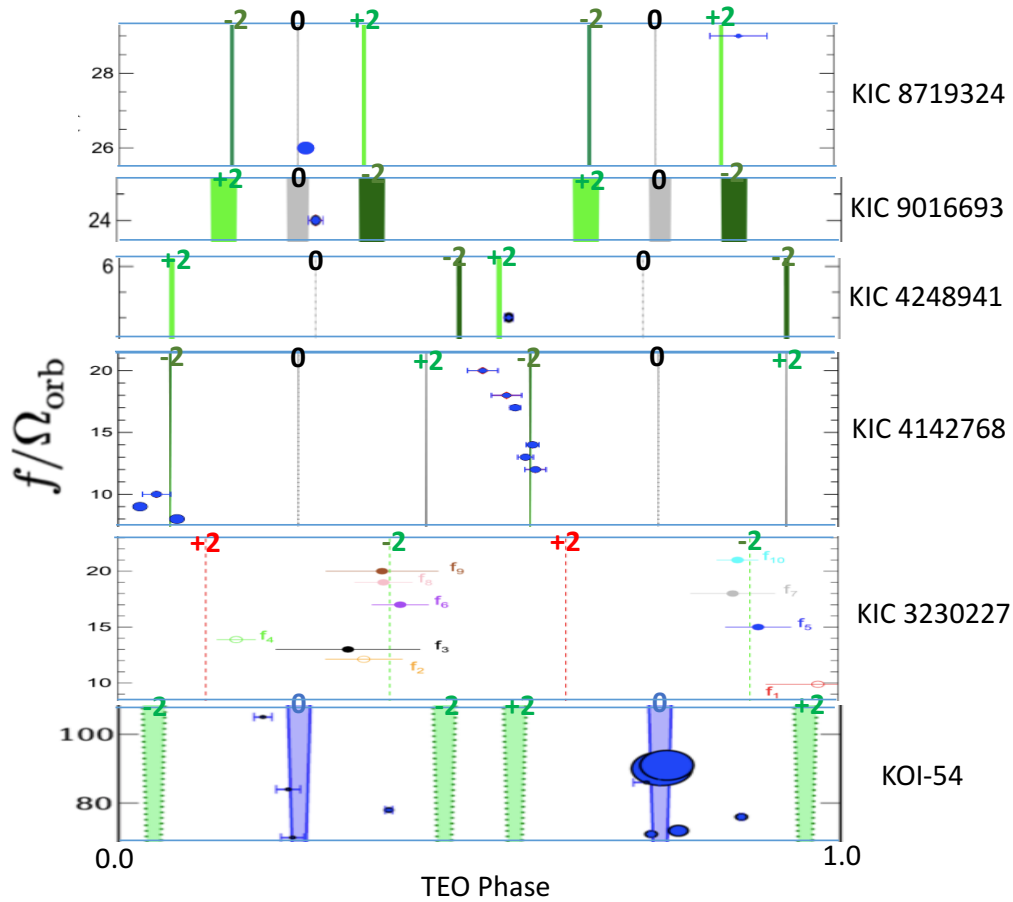 -2 0 +2 -2 0 +2
28
26
KIC 8719324
+2 0 -2 +2 0 -2
24
KIC 9016693
+2 0 -2 +2 0 -2
6
KIC 4248941
-2 0 +2 -2 0 +2
20
15
10
KIC 4142768
f/Ωorb
+2 -2 +2 -2
20
15
10
f9
f8
f6
f4
f3
f2
f10
f7
f5
f1
KIC 3230227
-2 0 -2 +2 0 +2
100
80
KOI-54
0.0 1.0
TEO Phase